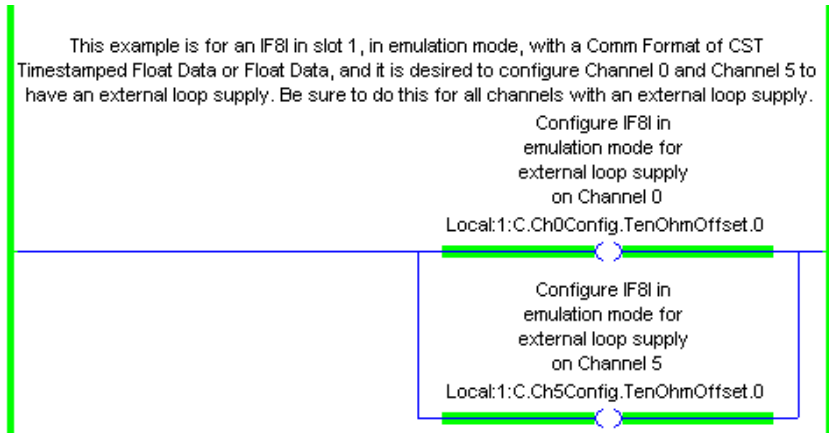 This example is for an IF8I in slot 1, in emulation mode, with a Comm Format of CST
Timestamped Float Data or Float Data, and it is desired to configure Channel 0 and Channel 5 to
have an external loop supply. Be sure to do this for all channels with an external loop supply.
Configure IF8I in
emulation mode for
external loop supply
on Channel 0
Local:1:C.Ch0Config.TenOhmOffset.0
Configure IF8I in
emulation mode for
external loop supply
on Channel 5
Local:1:C.Ch5Config.TenOhmOffset.0